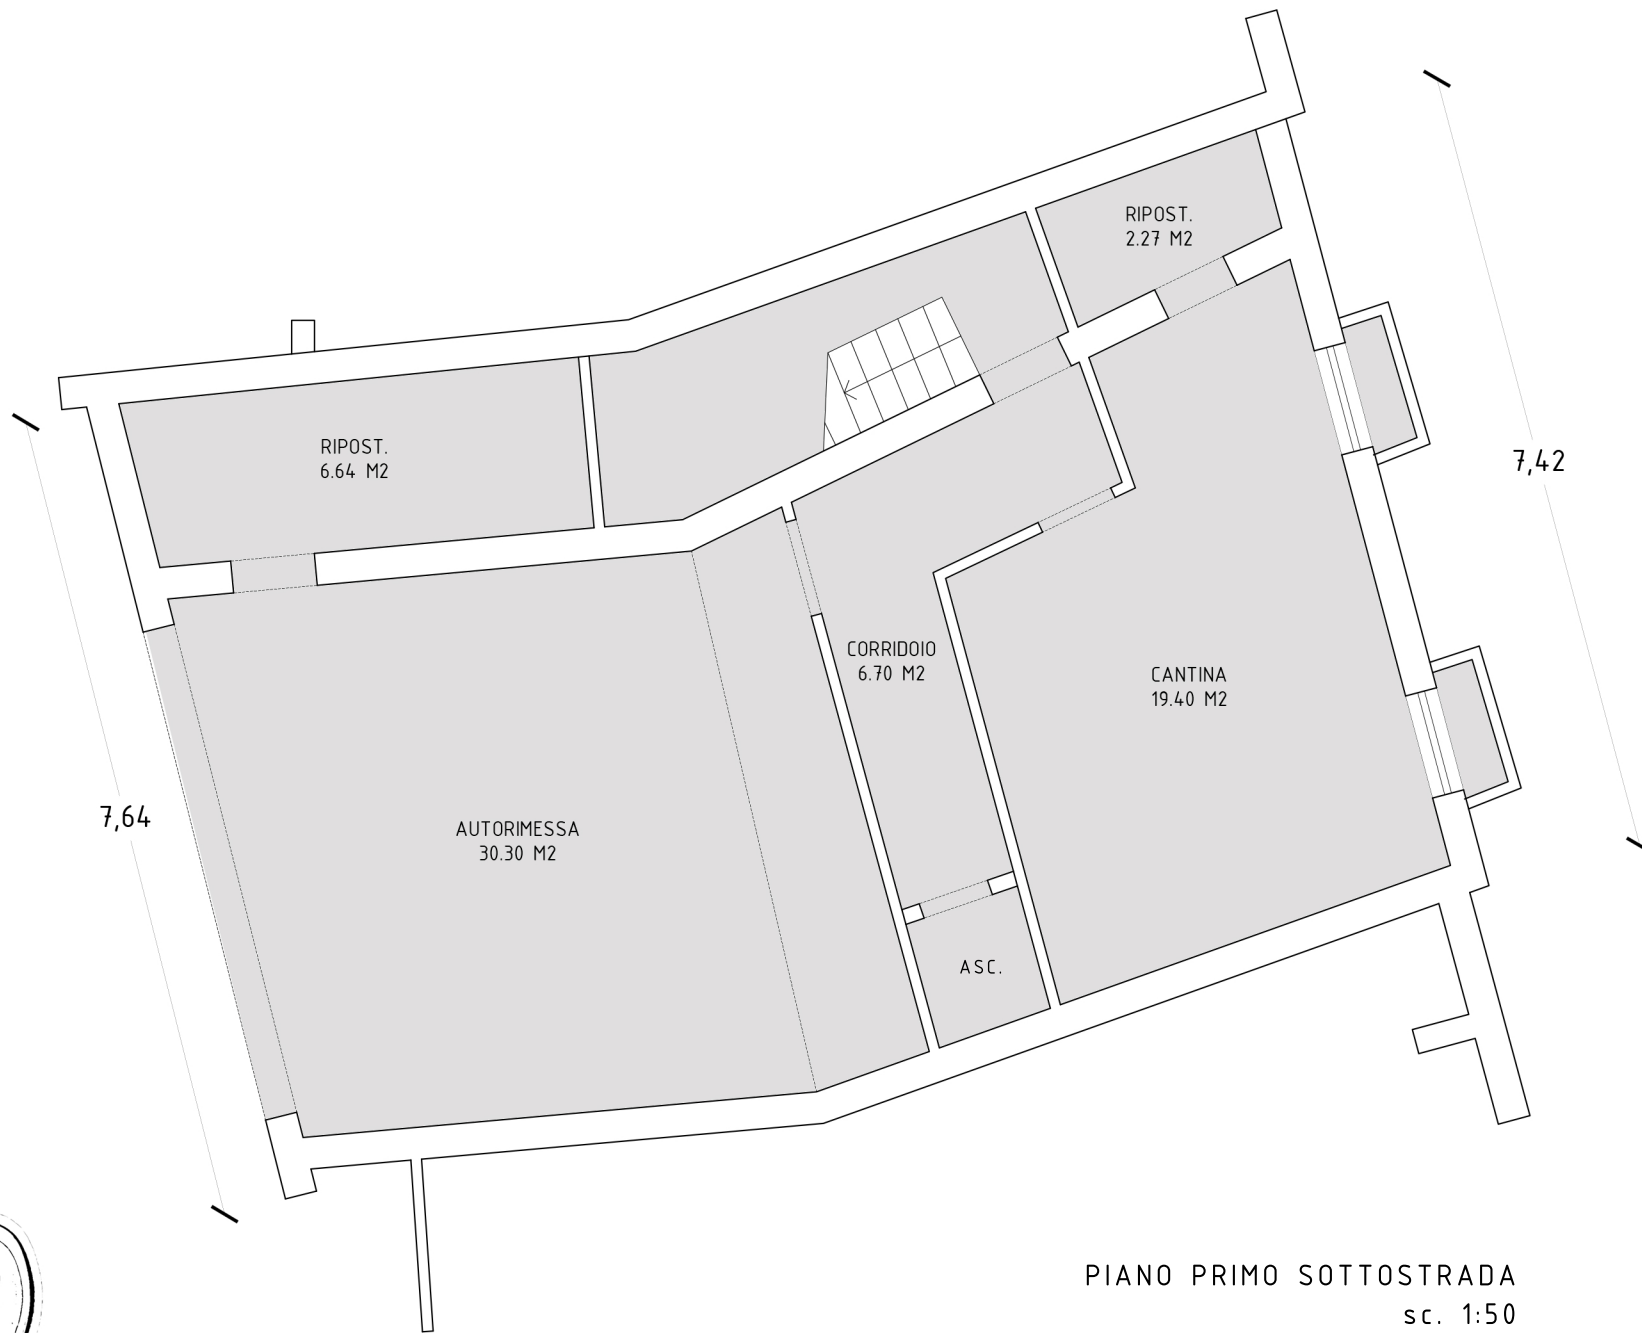 RIPOST.
2.27 M2
RIPOST.
6.64 M2
7,42
CORRIDOIO
6.70 M2
CANTINA
19.40 M2
7,64
AUTORIMESSA
30.30 M2
ASC.
PIANO PRIMO SOTTOSTRADA
sc. 1:50